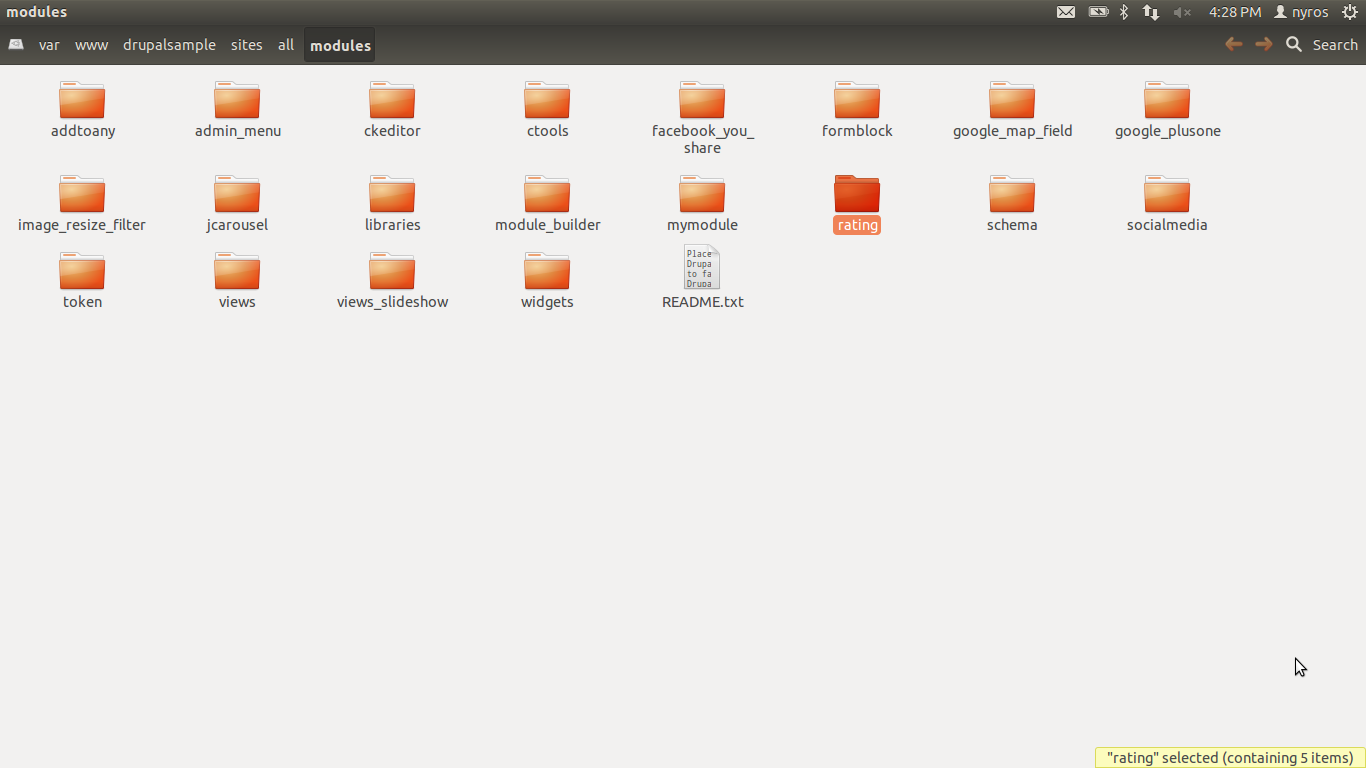 modules
4:28 PM nyros
var www drupalsample sites all modules Search
addtoany admin_menu ckeditor ctools facebook_you_ formblock google_map_field google_plusone
share
image_resize_filter jcarousel libraries module_builder mymodule rating schema socialmedia
Place
Drupa
to fa
Drupa
token views views_slideshow widgets README.txt
"rating" selected (containing 5 items)